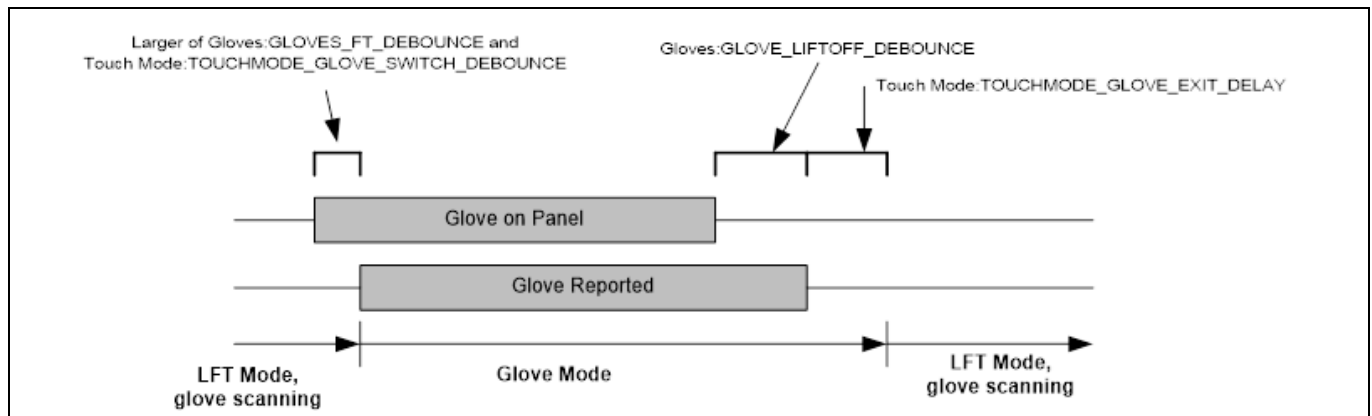 Larger of Gloves:GLOVES_FT_DEBOUNCE and
Touch Mode:TOUCHMODE_GLOVE_SWITCH_DEBOUNCE
Gloves:GLOVE_LIFTOFF_DEBOUNCE
Touch Mode:TOUCHMODE_GLOVE_EXIT_DELAY
Glove on Panel
Glove Reported
LFT Mode,
glove scanning
Glove Mode
LFT Mode,
glove scanning